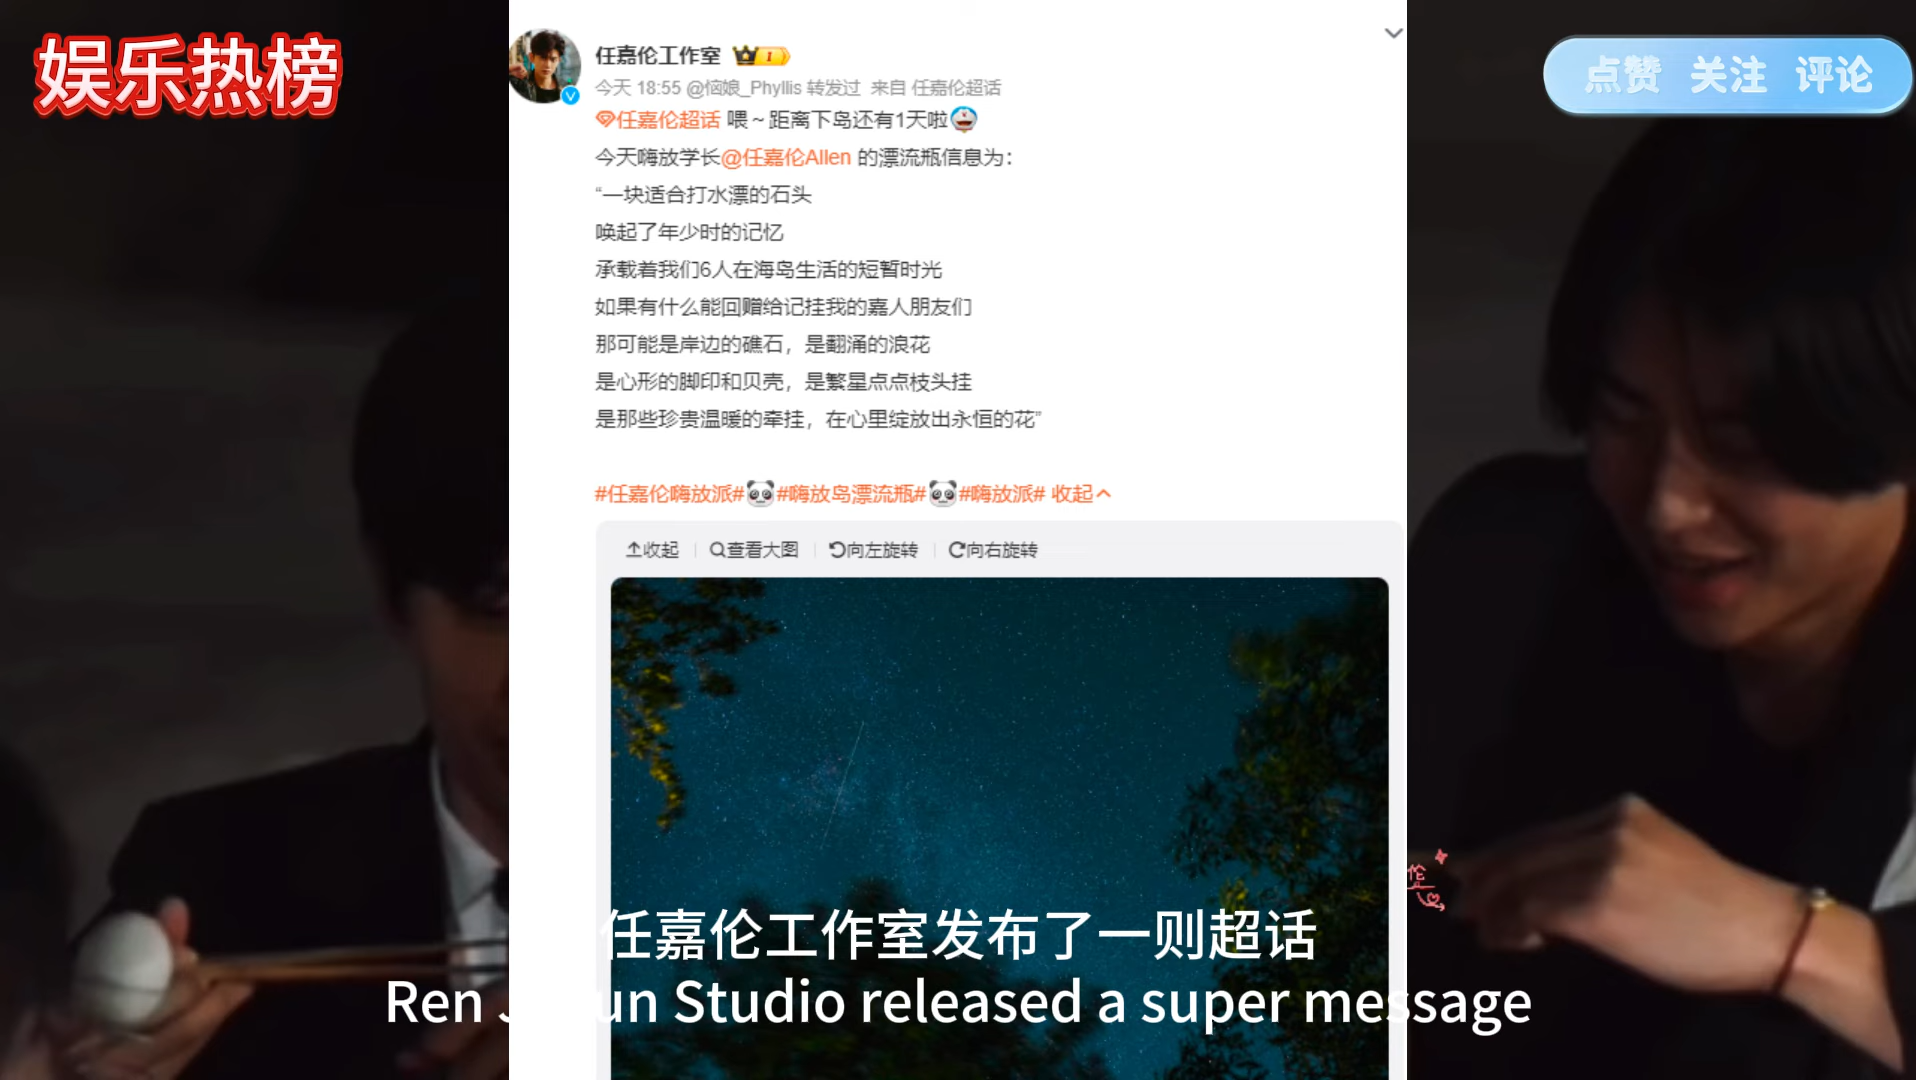 娱乐热榜
点赞 关注 评论
任嘉伦工作室 1
今天 18:55 @恼娘_Phyllis 转发过 来自 任嘉伦超话
任嘉伦超话 喂~距离下岛还有1天啦
今天嗨放学长@任嘉伦Allen 的漂流瓶信息为:
“一块适合打水漂的石头
唤起了年少时的记忆
承载着我们6人在海岛生活的短暂时光
如果有什么能回赠给记挂我的嘉人朋友们
那可能是岸边的礁石，是翻涌的浪花
是心形的脚印和贝壳，是繁星点点枝头挂
是那些珍贵温暖的牵挂，在心里绽放出永恒的花”
#任嘉伦嗨放派# #嗨放岛漂流瓶# #嗨放派# 收起
收起 查看大图 向左旋转 向右旋转
伦
任嘉伦工作室发布了一则超话
Ren un Studio released a super message